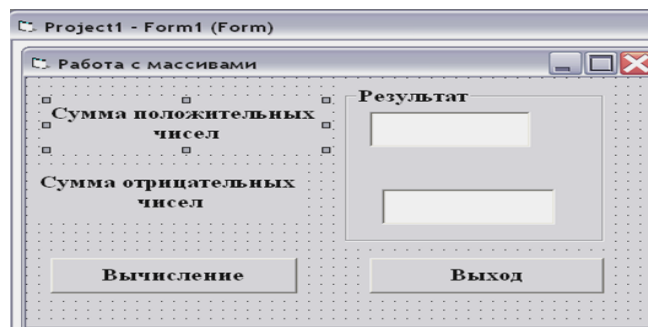 Project1 - Form1 (Form)
Работа с массивами
Сумма положительных
чисел
Результат
Сумма отрицательных
чисел
Вычисление
Выход